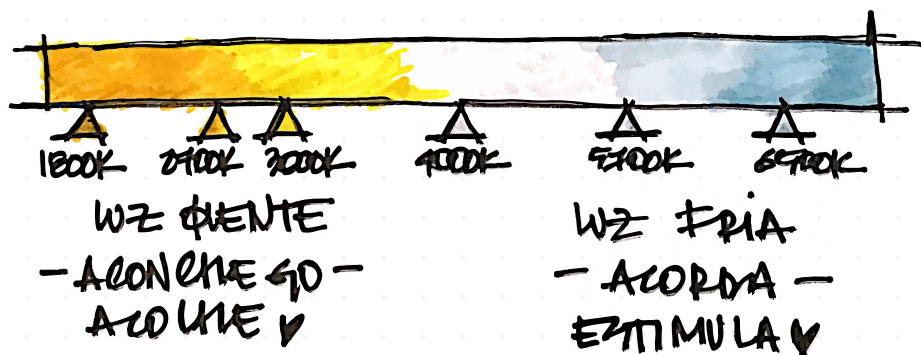 1800K 2700K 3000K 4000K 5700K 6500K
LUZ QUENTE
- ACONCHEGO -
ACOLHE
LUZ FRIA
- ACORDA -
ESTIMULA